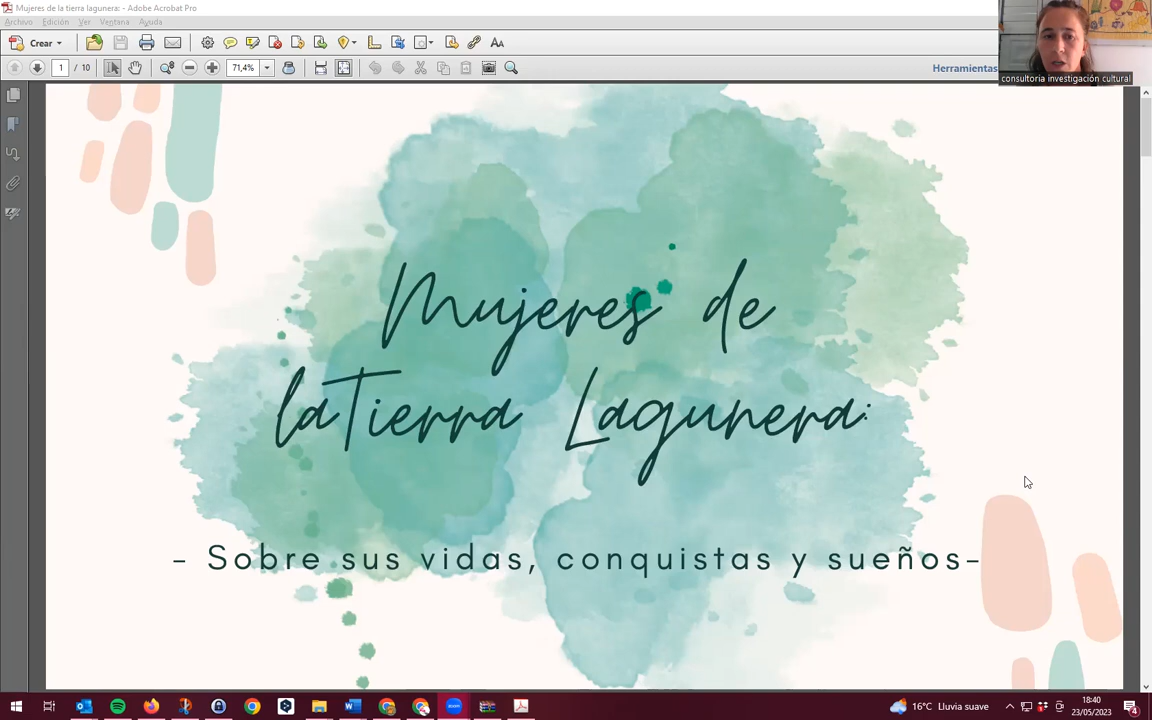 Mujeres de la tierra lagunera: - Adobe Acrobat Pro
Archivo Edición Ver Ventana Ayuda
Crear
1 / 10
71,4%
Herramientas
consultoria investigación cultural
Mujeres de
laTierra Lagunera:
- Sobre sus vidas, conquistas y sueños-
16°C Lluvia suave
18:40
23/05/2023
4